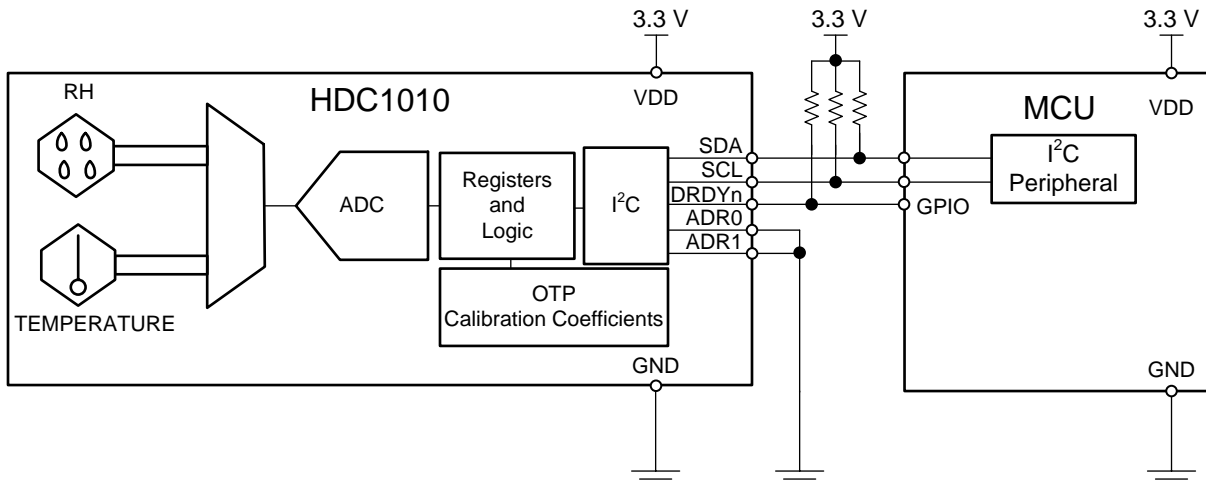 3.3 V
3.3 V
3.3 V
RH
HDC1010
VDD
MCU
VDD
SDA
SCL
DRDYn
ADR0
ADR1
ADC
Registers
and
Logic
I²C
I²C
Peripheral
GPIO
OTP
Calibration Coefficients
TEMPERATURE
GND
GND